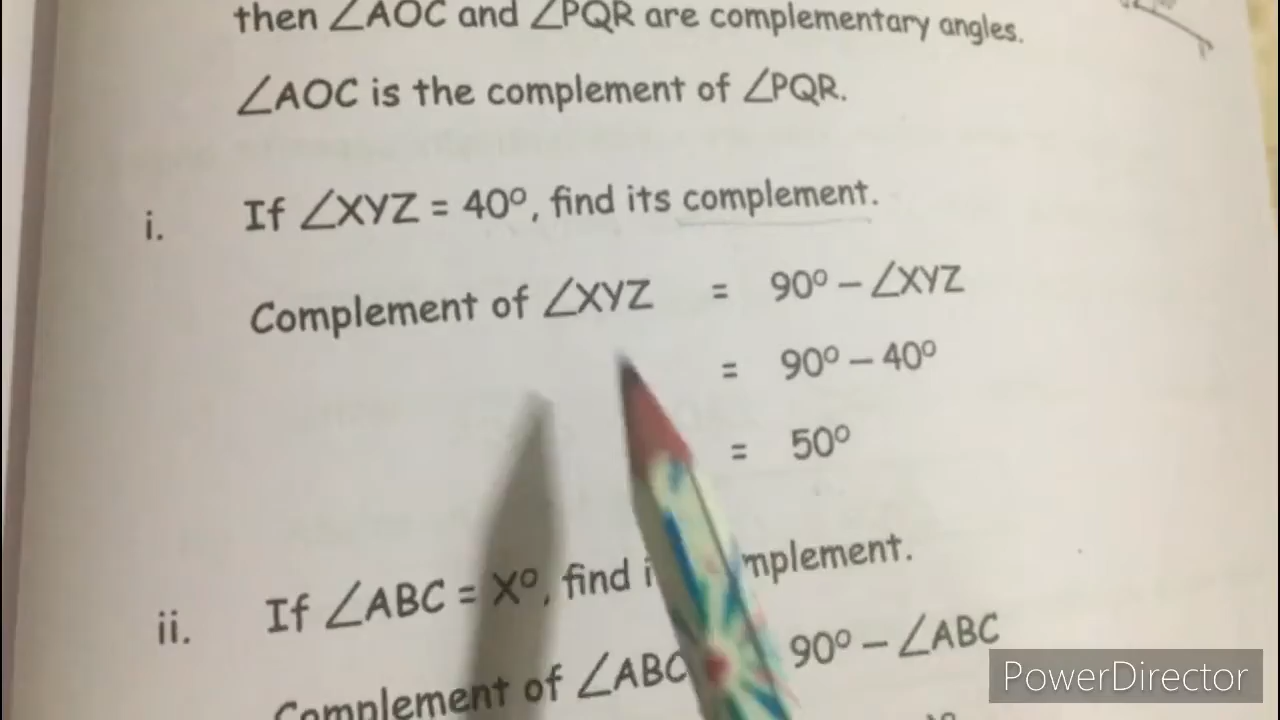 then ∠AOC and ∠PQR are complementary angles.
∠AOC is the complement of ∠PQR.
i. If ∠XYZ = 40°, find its complement.
Complement of ∠XYZ = 90° – ∠XYZ
= 90° – 40°
= 50°
ii. If ∠ABC = X°, find
Complement of ∠ABC 90° – ∠ABC
PowerDirector